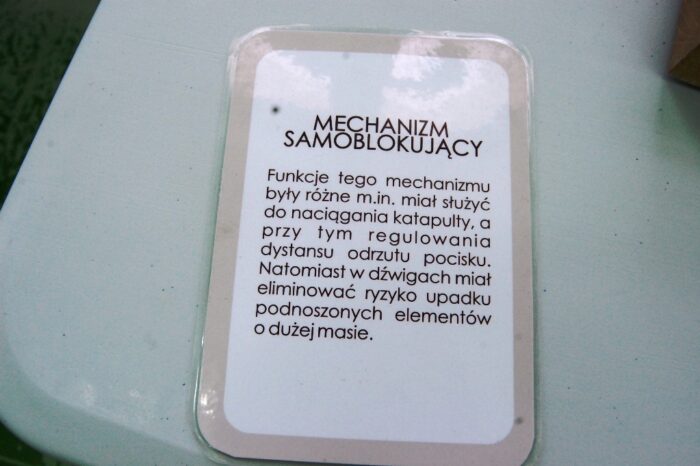 MECHANIZM
SAMOBLOKUJĄCY
Funkcje tego mechanizmu
były różne m.in. miał służyć
do naciągania katapulty, a
przy tym regulowania
dystansu odrzutu pocisku.
Natomiast w dźwigach miał
eliminować ryzyko upadku
podnoszonych elementów
o dużej masie.